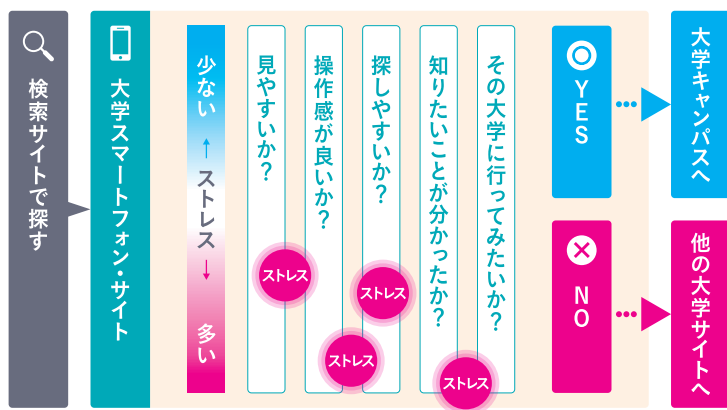 検索サイトで探す
大学スマートフォン・サイト
少ない
ストレス
多い
見やすいか？
操作感が良いか？
探しやすいか？
知りたいことが分かったか？
その大学に行ってみたいか？
ストレス
ストレス
ストレス
ストレス
YES
NO
大学キャンパスへ
他の大学サイトへ